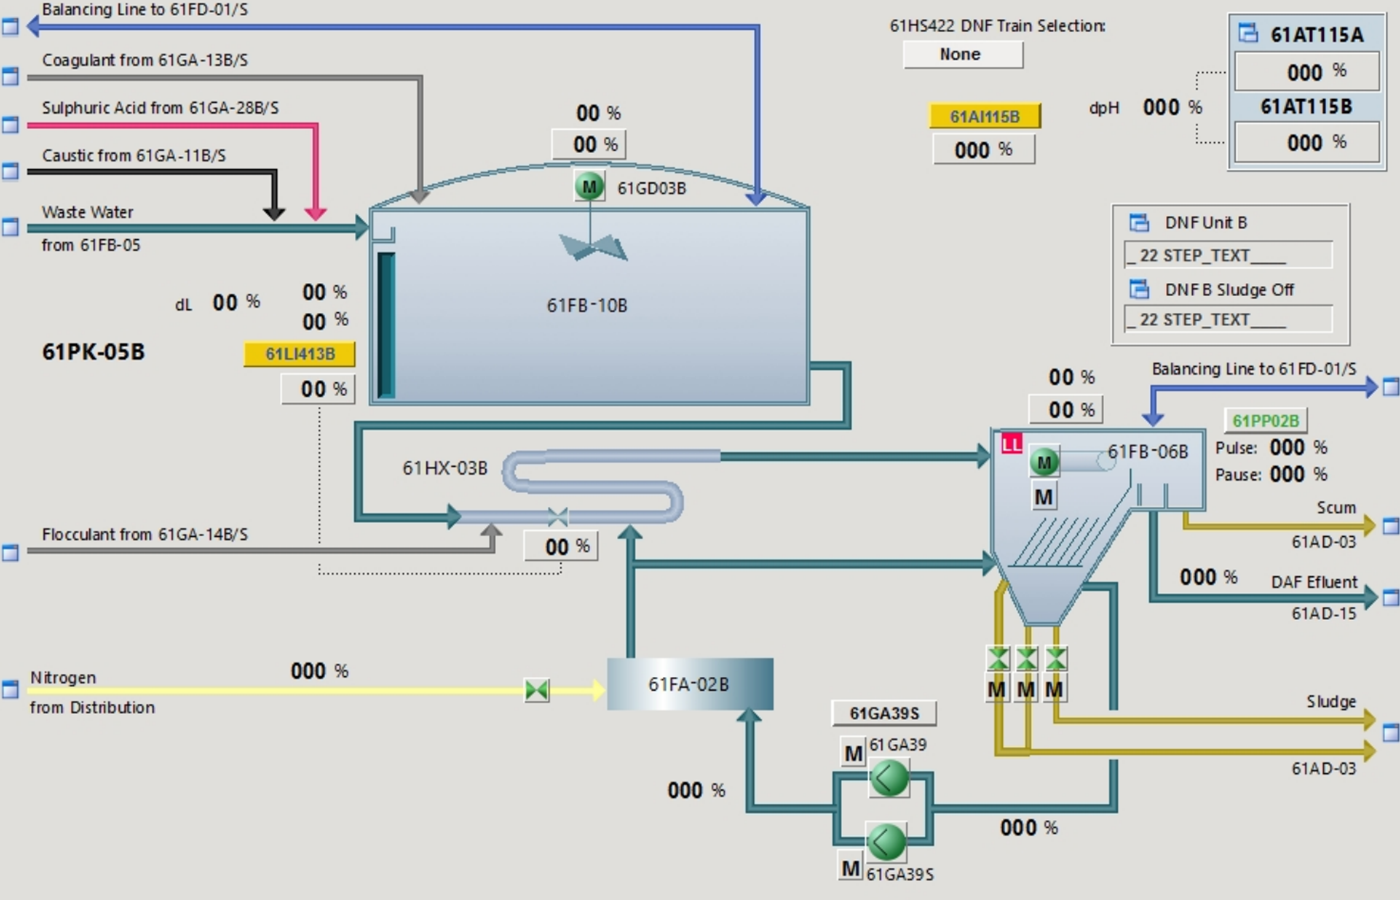 Balancing Line to 61FD-01/S
Coagulant from 61GA-13B/S
Sulphuric Acid from 61GA-28B/S
Caustic from 61GA-11B/S
Waste Water
from 61FB-05
dL 00 %
00 %
00 %
61PK-05B
61LI413B
00 %
00 %
00 %
M
61GD03B
61FB-10B
61HS422 DNF Train Selection:
None
61AI115B
000 %
dpH 000 %
61AT115A
000 %
61AT115B
000 %
DNF Unit B
_ 22 STEP_TEXT____
DNF B Sludge Off
_ 22 STEP_TEXT____
Balancing Line to 61FD-01/S
00 %
00 %
61PP02B
Pulse: 000 %
Pause: 000 %
LL
M
61FB-06B
M
Scum
61AD-03
000 %
DAF Efluent
61AD-15
61HX-03B
Flocculant from 61GA-14B/S
00 %
Nitrogen
from Distribution
000 %
61FA-02B
M M M
Sludge
61AD-03
61GA39S
61GA39
M
M
61GA39S
000 %
000 %